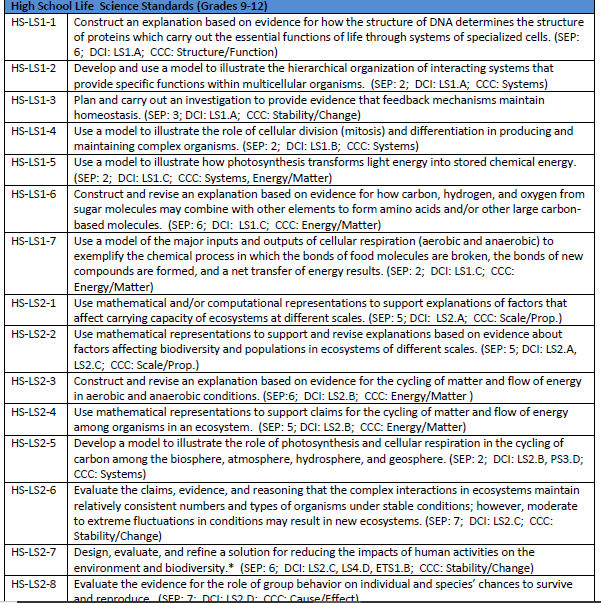 High School Life Science Standards (Grades 9-12)
HS-LS1-1 Construct an explanation based on evidence for how the structure of DNA determines the structure
of proteins which carry out the essential functions of life through systems of specialized cells. (SEP:
6; DCI: LS1.A; CCC: Structure/Function)
HS-LS1-2 Develop and use a model to illustrate the hierarchical organization of interacting systems that
provide specific functions within multicellular organisms. (SEP: 2; DCI: LS1.A; CCC: Systems)
HS-LS1-3 Plan and carry out an investigation to provide evidence that feedback mechanisms maintain
homeostasis. (SEP: 3; DCI: LS1.A; CCC: Stability/Change)
HS-LS1-4 Use a model to illustrate the role of cellular division (mitosis) and differentiation in producing and
maintaining complex organisms. (SEP: 2; DCI: LS1.B; CCC: Systems)
HS-LS1-5 Use a model to illustrate how photosynthesis transforms light energy into stored chemical energy.
(SEP: 2; DCI: LS1.C; CCC: Systems, Energy/Matter)
HS-LS1-6 Construct and revise an explanation based on evidence for how carbon, hydrogen, and oxygen from
sugar molecules may combine with other elements to form amino acids and/or other large carbon-
based molecules. (SEP: 6; DCI: LS1.C; CCC: Energy/Matter)
HS-LS1-7 Use a model of the major inputs and outputs of cellular respiration (aerobic and anaerobic) to
exemplify the chemical process in which the bonds of food molecules are broken, the bonds of new
compounds are formed, and a net transfer of energy results. (SEP: 2; DCI: LS1.C; CCC:
Energy/Matter)
HS-LS2-1 Use mathematical and/or computational representations to support explanations of factors that
affect carrying capacity of ecosystems at different scales. (SEP: 5; DCI: LS2.A; CCC: Scale/Prop.)
HS-LS2-2 Use mathematical representations to support and revise explanations based on evidence about
factors affecting biodiversity and populations in ecosystems of different scales. (SEP: 5; DCI: LS2.A,
LS2.C; CCC: Scale/Prop.)
HS-LS2-3 Construct and revise an explanation based on evidence for the cycling of matter and flow of energy
in aerobic and anaerobic conditions. (SEP:6; DCI: LS2.B; CCC: Energy/Matter )
HS-LS2-4 Use mathematical representations to support claims for the cycling of matter and flow of energy
among organisms in an ecosystem. (SEP: 5; DCI: LS2.B; CCC: Energy/Matter)
HS-LS2-5 Develop a model to illustrate the role of photosynthesis and cellular respiration in the cycling of
carbon among the biosphere, atmosphere, hydrosphere, and geosphere. (SEP: 2; DCI: LS2.B, PS3.D;
CCC: Systems)
HS-LS2-6 Evaluate the claims, evidence, and reasoning that the complex interactions in ecosystems maintain
relatively consistent numbers and types of organisms under stable conditions; however, moderate
to extreme fluctuations in conditions may result in new ecosystems. (SEP: 7; DCI: LS2.C; CCC:
Stability/Change)
HS-LS2-7 Design, evaluate, and refine a solution for reducing the impacts of human activities on the
environment and biodiversity.* (SEP: 6; DCI: LS2.C, LS4.D, ETS1.B; CCC: Stability/Change)
HS-LS2-8 Evaluate the evidence for the role of group behavior on individual and species’ chances to survive
and reproduce. (SEP: 7; DCI: LS2.D; CCC: Cause/Effect)